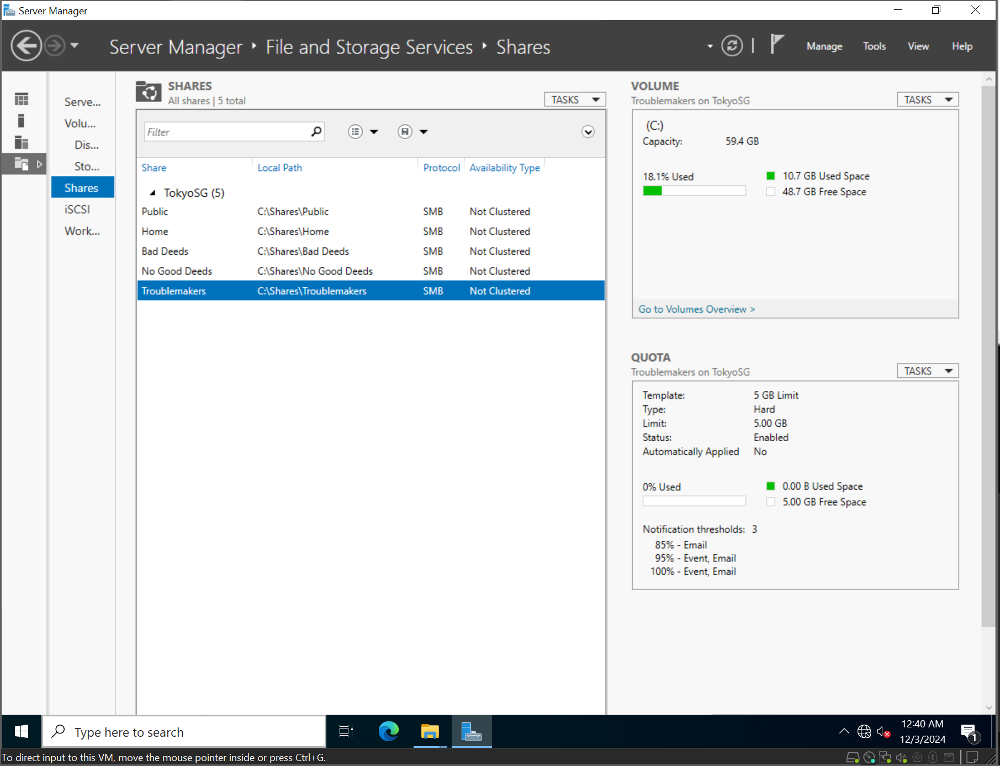 Server Manager
Server Manager ‣ File and Storage Services ‣ Shares
Manage Tools View Help
Serve...
Volu...
Dis...
Sto...
Shares
iSCSI
Work...
SHARES
All shares | 5 total
TASKS
Filter
Share Local Path Protocol Availability Type
TokyoSG (5)
Public C:\Shares\Public SMB Not Clustered
Home C:\Shares\Home SMB Not Clustered
Bad Deeds C:\Shares\Bad Deeds SMB Not Clustered
No Good Deeds C:\Shares\No Good Deeds SMB Not Clustered
Troublemakers C:\Shares\Troublemakers SMB Not Clustered
VOLUME
Troublemakers on TokyoSG
TASKS
(C:)
Capacity: 59.4 GB
18.1% Used
10.7 GB Used Space
48.7 GB Free Space
Go to Volumes Overview >
QUOTA
Troublemakers on TokyoSG
TASKS
Template: 5 GB Limit
Type: Hard
Limit: 5.00 GB
Status: Enabled
Automatically Applied No
0% Used
0.00 B Used Space
5.00 GB Free Space
Notification thresholds: 3
85% - Email
95% - Event, Email
100% - Event, Email
Type here to search
12:40 AM
12/3/2024
1
To direct input to this VM, move the mouse pointer inside or press Ctrl+G.